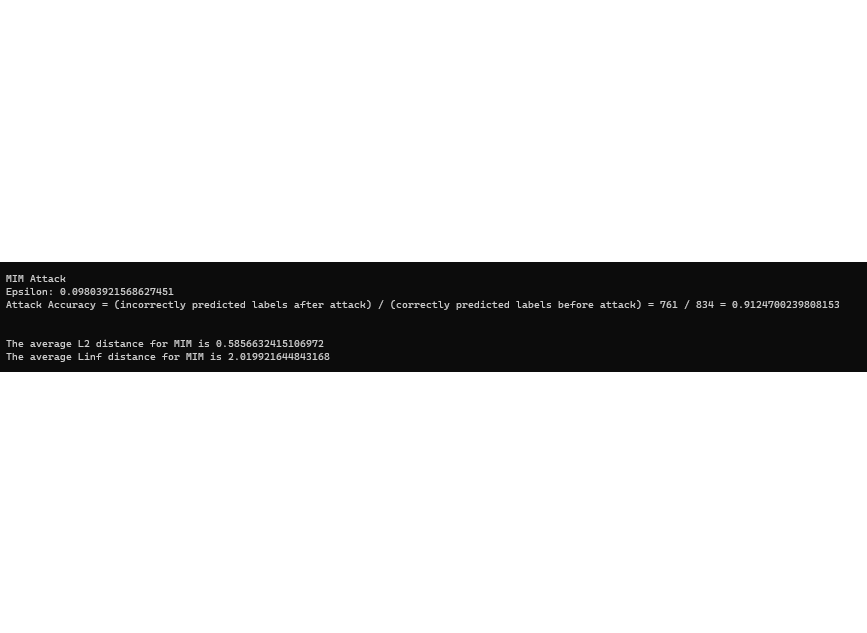 MIM Attack
Epsilon: 0.09803921568627451
Attack Accuracy = (incorrectly predicted labels after attack) / (correctly predicted labels before attack) = 761 / 834 = 0.9124700239808153
The average L2 distance for MIM is 0.5856632415106972
The average Linf distance for MIM is 2.019921644843168